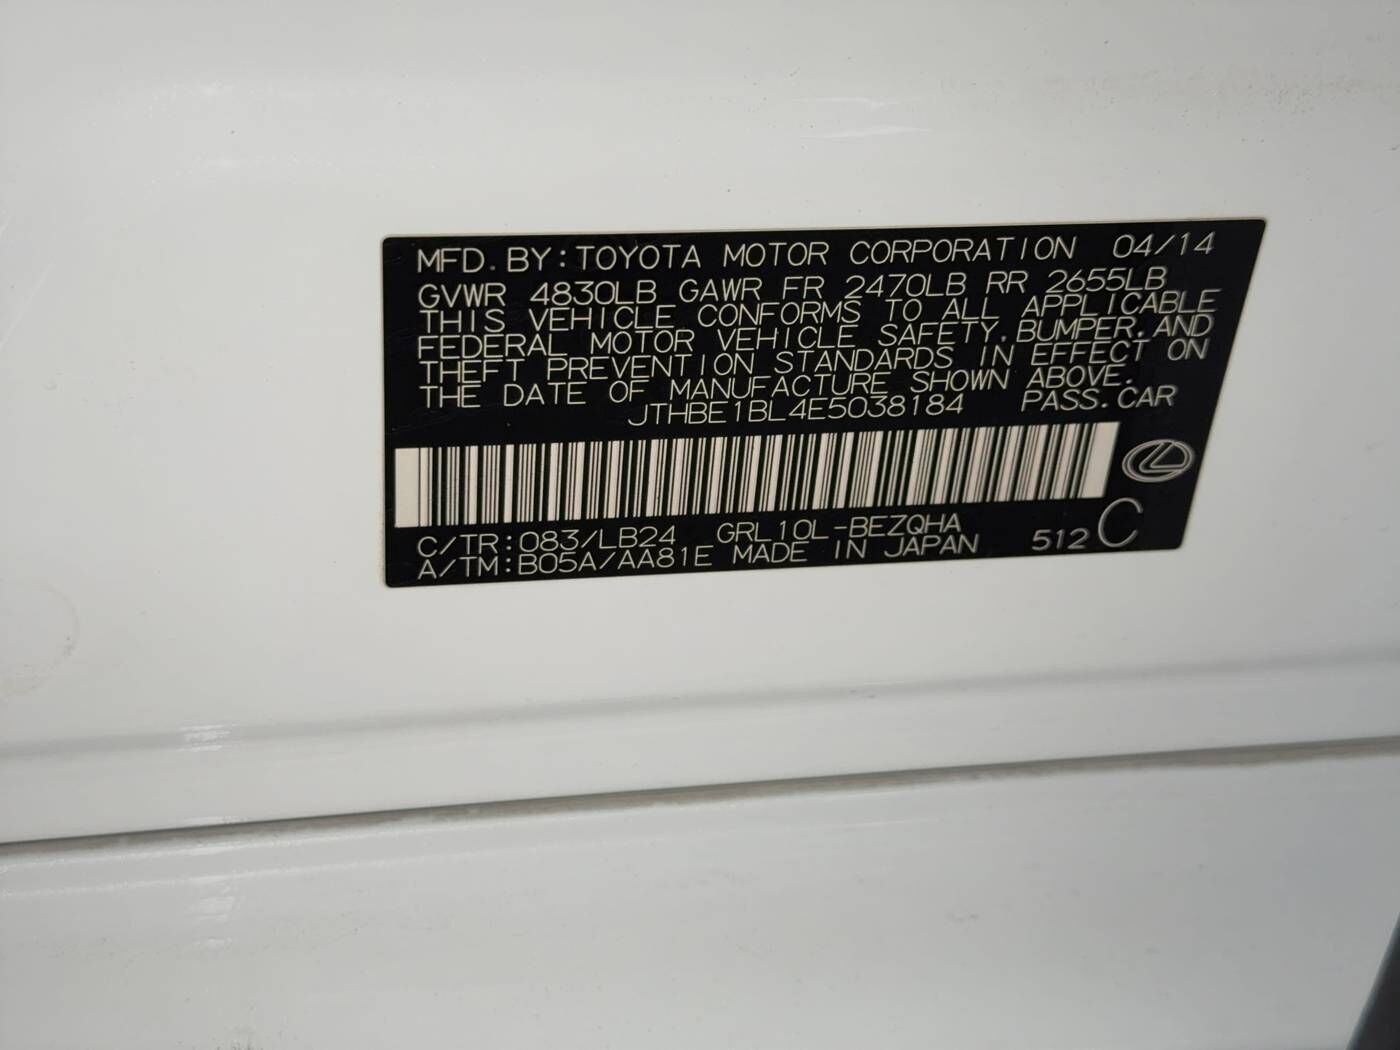 MFD. BY: TOYOTA MOTOR CORPORATION 04/14
GVWR 4830LB GAWR FR 2470LB RR 2655LB
THIS VEHICLE CONFORMS TO ALL APPLICABLE
FEDERAL MOTOR VEHICLE SAFETY, BUMPER, AND
THEFT PREVENTION STANDARDS IN EFFECT ON
THE DATE OF MANUFACTURE SHOWN ABOVE.
JTHBE1BL4E5038184 PASS. CAR
C/TR: 083/LB24 GRL10L-BEZQHA
A/TM: B05A/AA81E MADE IN JAPAN 512 C